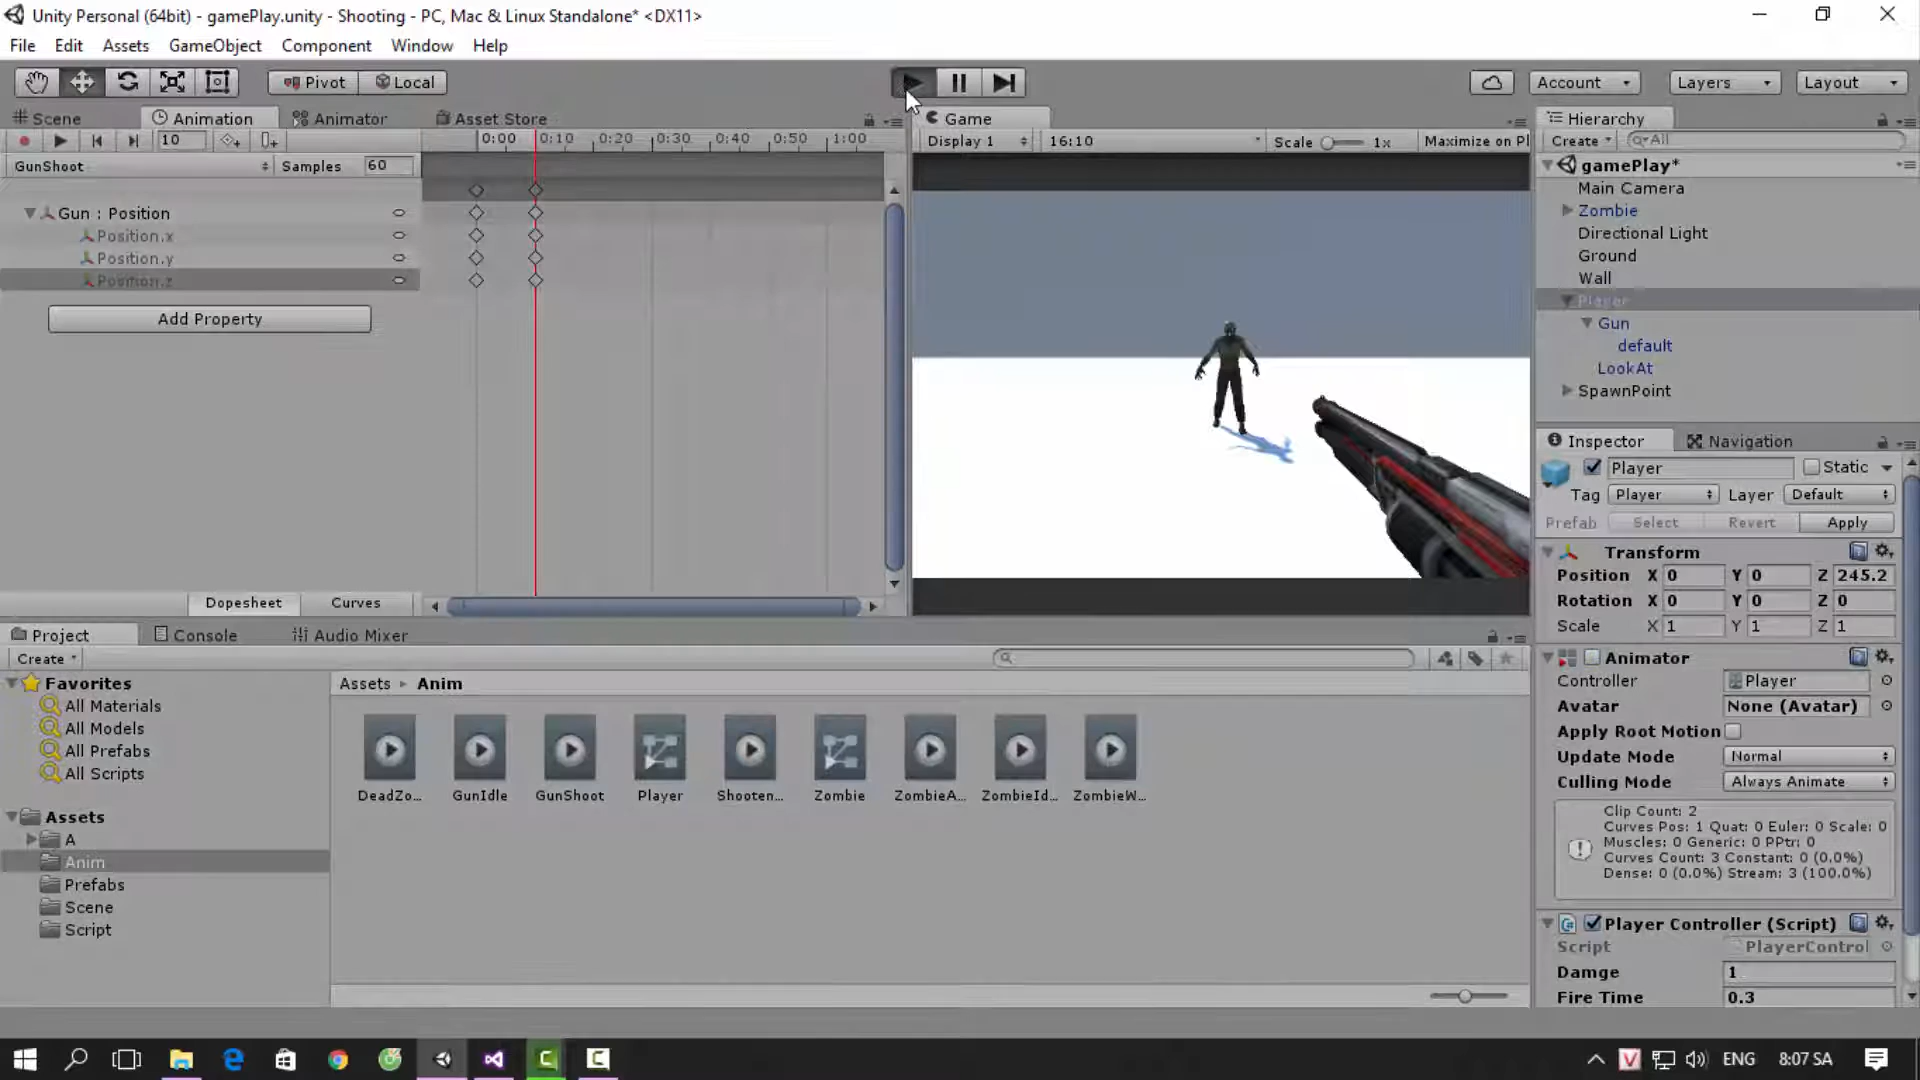 Unity Personal (64bit) - gamePlay.unity - Shooting - PC, Mac & Linux Standalone* <DX11>
File Edit Assets GameObject Component Window Help
Pivot Local Account Layers Layout
Scene Animation Animator Asset Store Game Hierarchy
10 0:00 0:10 0:20 0:30 0:40 0:50 1:00 Display 1 16:10 Scale 1x Maximize on Pl Create All
GunShoot Samples 60 gamePlay*
Main Camera
Gun : Position Zombie
Position.x Directional Light
Position.y Ground
Position.z Wall
Player
Add Property Gun
default
LookAt
SpawnPoint
Inspector Navigation
Player Static
Tag Player Layer Default
Prefab Select Revert Apply
Transform
Position X 0 Y 0 Z 245.2
Dopesheet Curves Rotation X 0 Y 0 Z 0
Scale X 1 Y 1 Z 1
Project Console Audio Mixer
Create Animator
Favorites Assets Anim Controller Player
All Materials Avatar None (Avatar)
All Models Apply Root Motion
All Prefabs Update Mode Normal
All Scripts Culling Mode Always Animate
DeadZo... GunIdle GunShoot Player Shooten... Zombie ZombieA... ZombieId... ZombieW...
Clip Count: 2
Curves Pos: 1 Quat: 0 Euler: 0 Scale: 0
Muscles: 0 Generic: 0 PPtr: 0
Curves Count: 3 Constant: 0 (0.0%)
Dense: 0 (0.0%) Stream: 3 (100.0%)
Assets
A
Anim
Prefabs
Scene
Script
Player Controller (Script)
Script PlayerControl
Damge 1
Fire Time 0.3
ENG 8:07 SA